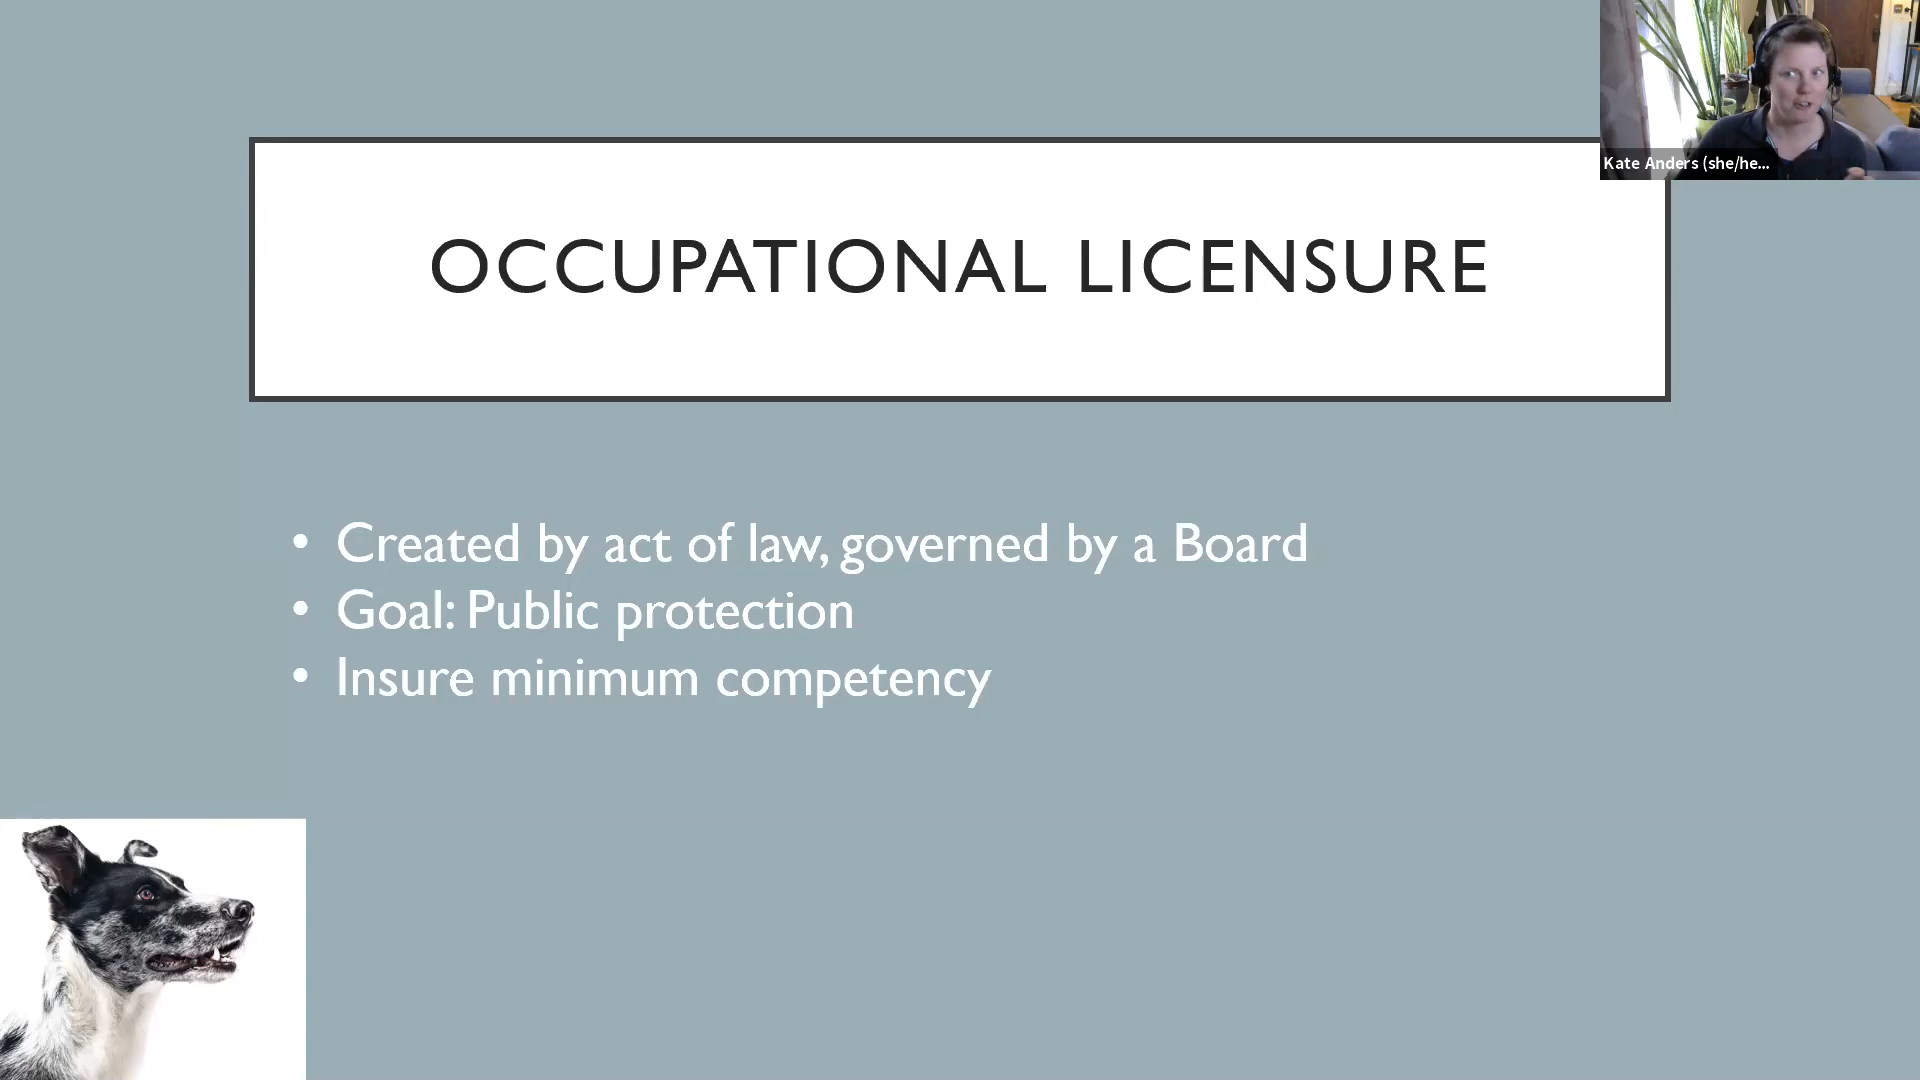 Kate Anders (she/he...
OCCUPATIONAL LICENSURE
• Created by act of law, governed by a Board
• Goal: Public protection
• Insure minimum competency